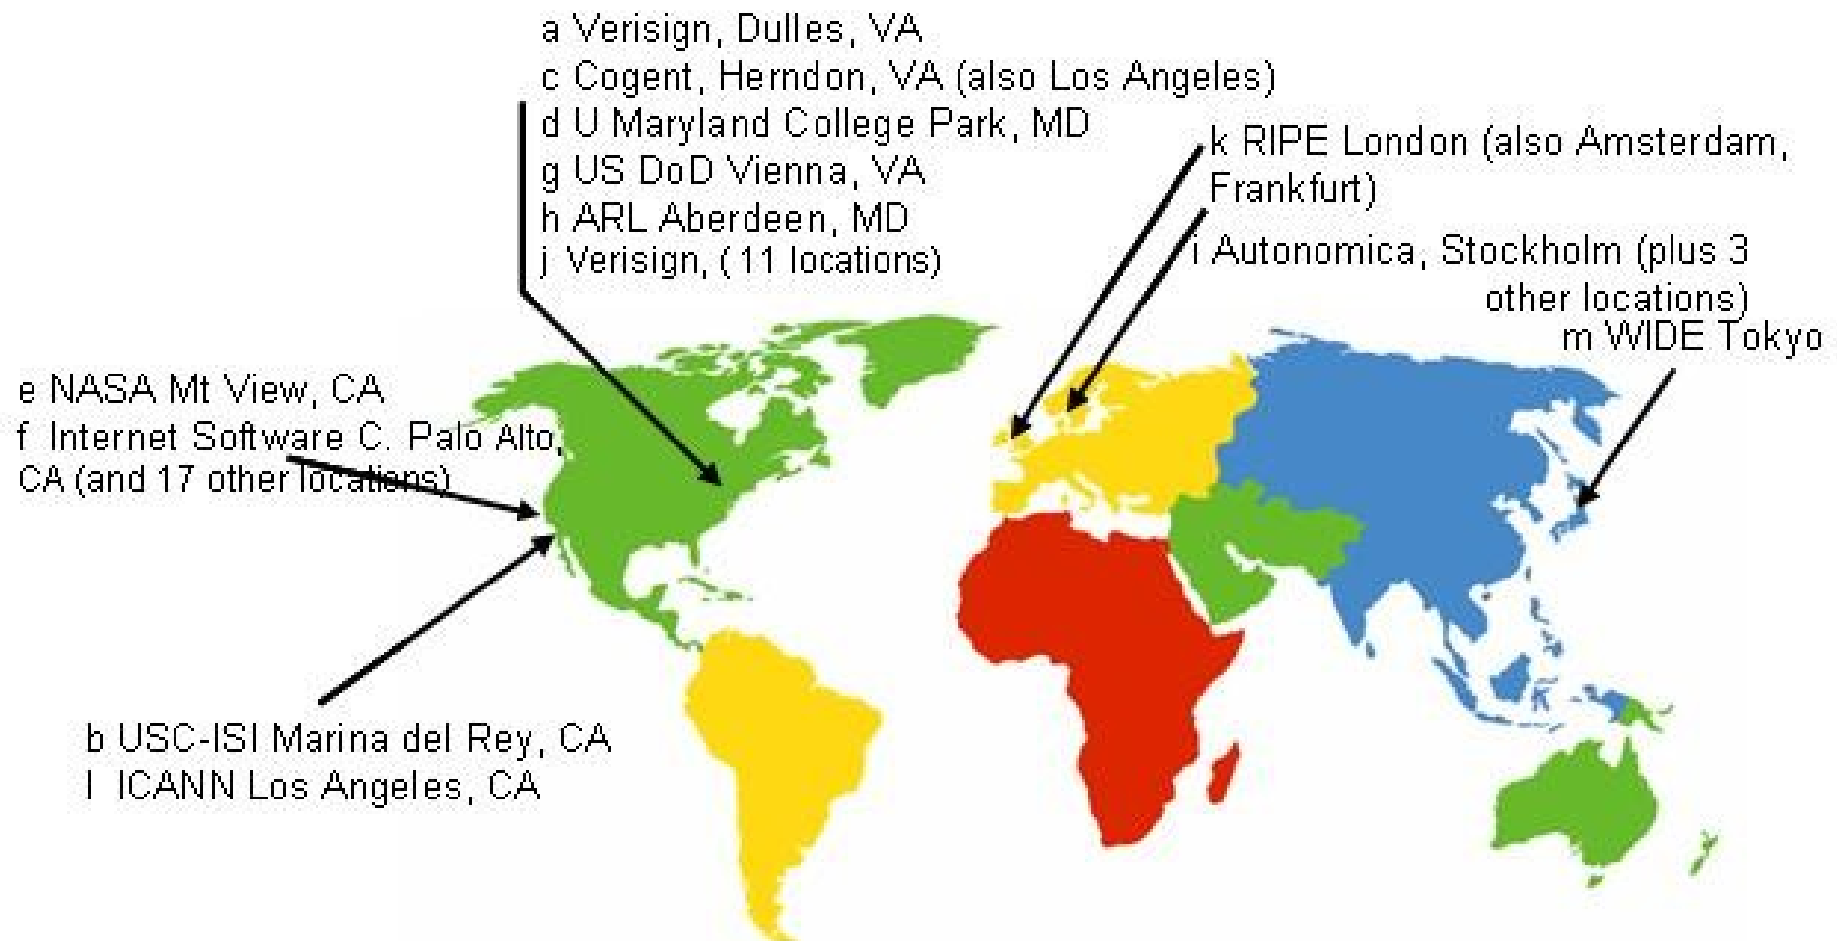 a Verisign, Dulles, VA
c Cogent, Herndon, VA (also Los Angeles)
d U Maryland College Park, MD
g US DoD Vienna, VA
h ARL Aberdeen, MD
j Verisign, ( 11 locations)
k RIPE London (also Amsterdam,
Frankfurt)
i Autonomica, Stockholm (plus 3
other locations)
m WIDE Tokyo
e NASA Mt View, CA
f Internet Software C. Palo Alto,
CA (and 17 other locations)
b USC-ISI Marina del Rey, CA
l ICANN Los Angeles, CA